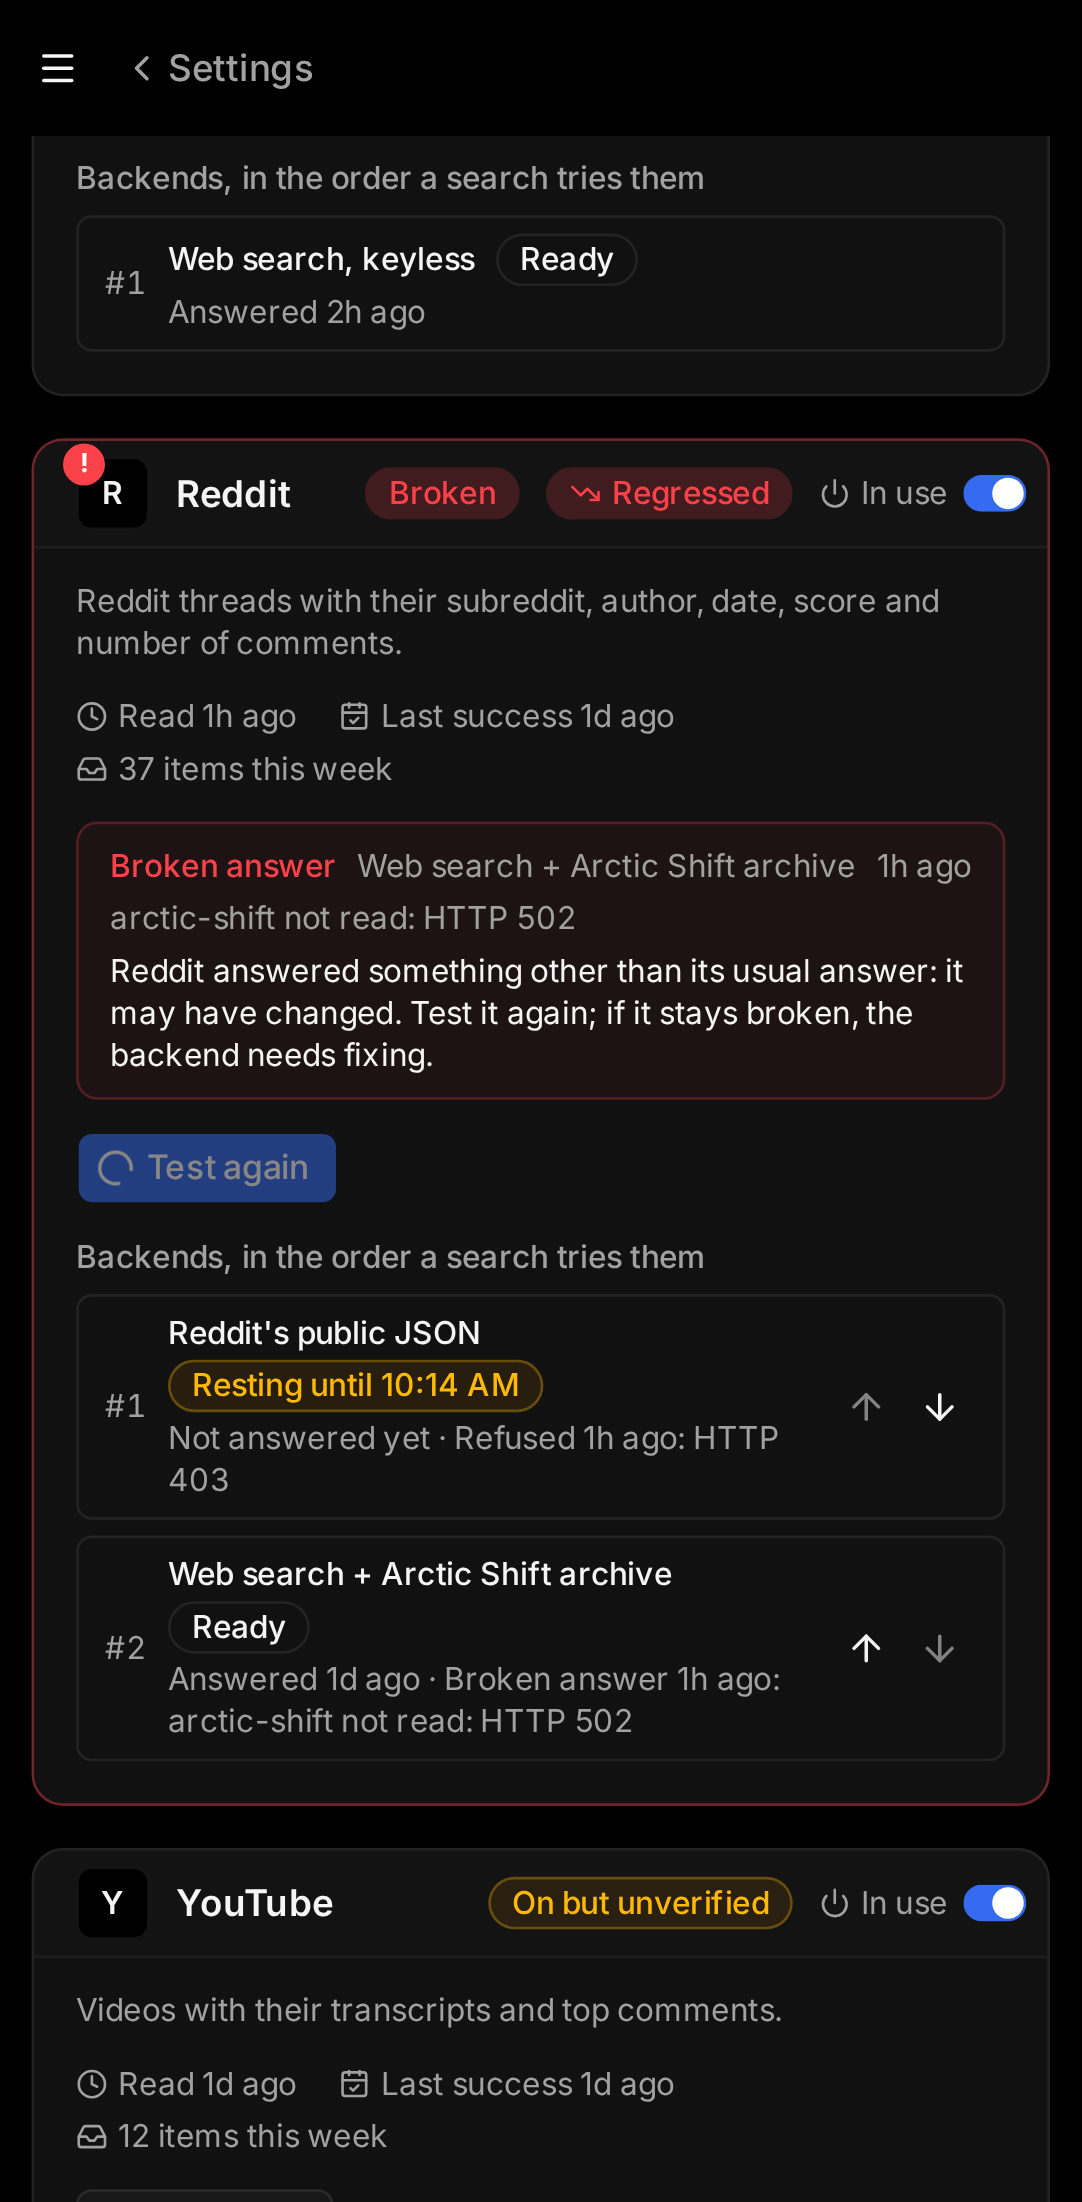 Settings
Backends, in the order a search tries them
#1
Web search, keyless Ready
Answered 2h ago
!
R
Reddit Broken Regressed In use
Reddit threads with their subreddit, author, date, score and
number of comments.
Read 1h ago Last success 1d ago
37 items this week
Broken answer Web search + Arctic Shift archive 1h ago
arctic-shift not read: HTTP 502
Reddit answered something other than its usual answer: it
may have changed. Test it again; if it stays broken, the
backend needs fixing.
Test again
Backends, in the order a search tries them
#1
Reddit's public JSON
Resting until 10:14 AM
Not answered yet · Refused 1h ago: HTTP
403
#2
Web search + Arctic Shift archive
Ready
Answered 1d ago · Broken answer 1h ago:
arctic-shift not read: HTTP 502
Y YouTube On but unverified In use
Videos with their transcripts and top comments.
Read 1d ago Last success 1d ago
12 items this week